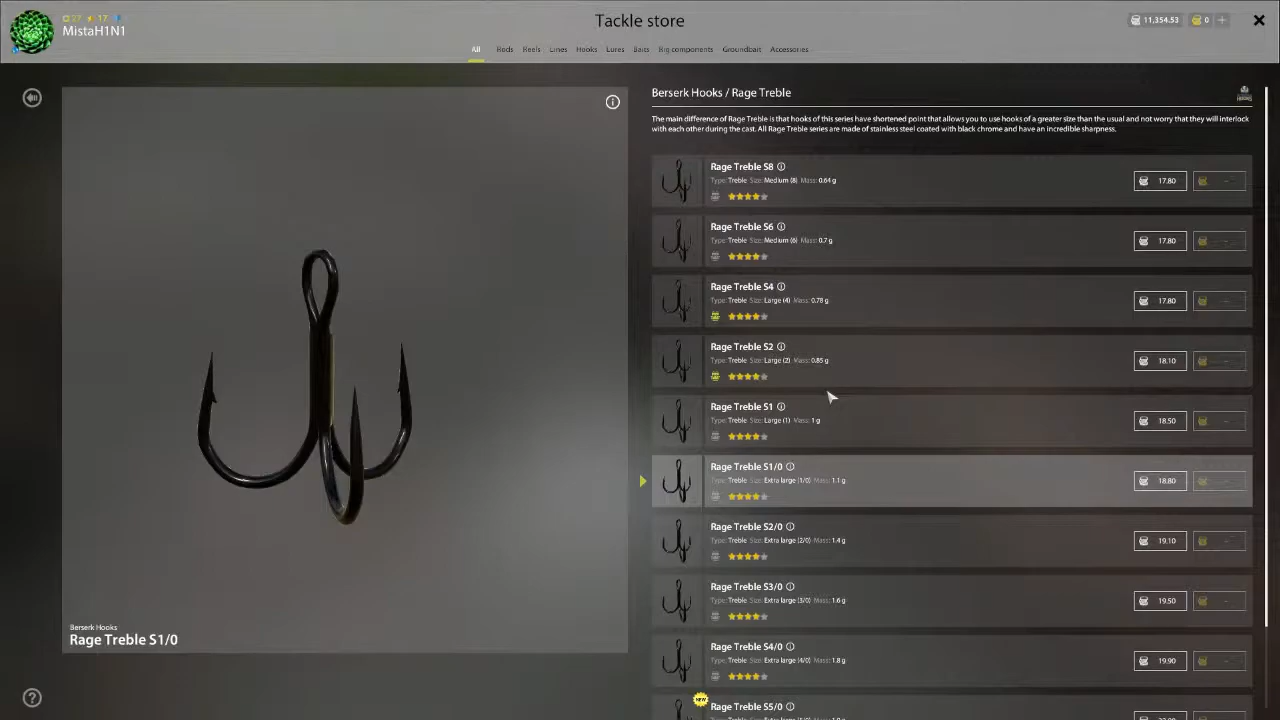 27 17
MistaH1N1
Tackle store
11,354.53 0 +
All Rods Reels Lines Hooks Lures Baits Rig components Groundbait Accessories
Berserk Hooks / Rage Treble
The main difference of Rage Treble is that hooks of this series have shortened point that allows you to use hooks of a greater size than the usual and not worry that they will interlock
with each other during the cast. All Rage Treble series are made of stainless steel coated with black chrome and have an incredible sharpness.
Rage Treble S8
Type: Treble Size: Medium (8) Mass: 0.64 g
17.80
Rage Treble S6
Type: Treble Size: Medium (6) Mass: 0.7 g
17.80
Rage Treble S4
Type: Treble Size: Large (4) Mass: 0.78 g
17.80
Rage Treble S2
Type: Treble Size: Large (2) Mass: 0.85 g
18.10
Rage Treble S1
Type: Treble Size: Large (1) Mass: 1 g
18.50
Rage Treble S1/0
Type: Treble Size: Extra large (1/0) Mass: 1.1 g
18.80
Rage Treble S2/0
Type: Treble Size: Extra large (2/0) Mass: 1.4 g
19.10
Rage Treble S3/0
Type: Treble Size: Extra large (3/0) Mass: 1.6 g
19.50
Rage Treble S4/0
Type: Treble Size: Extra large (4/0) Mass: 1.8 g
19.90
NEW
Rage Treble S5/0
Berserk Hooks
Rage Treble S1/0